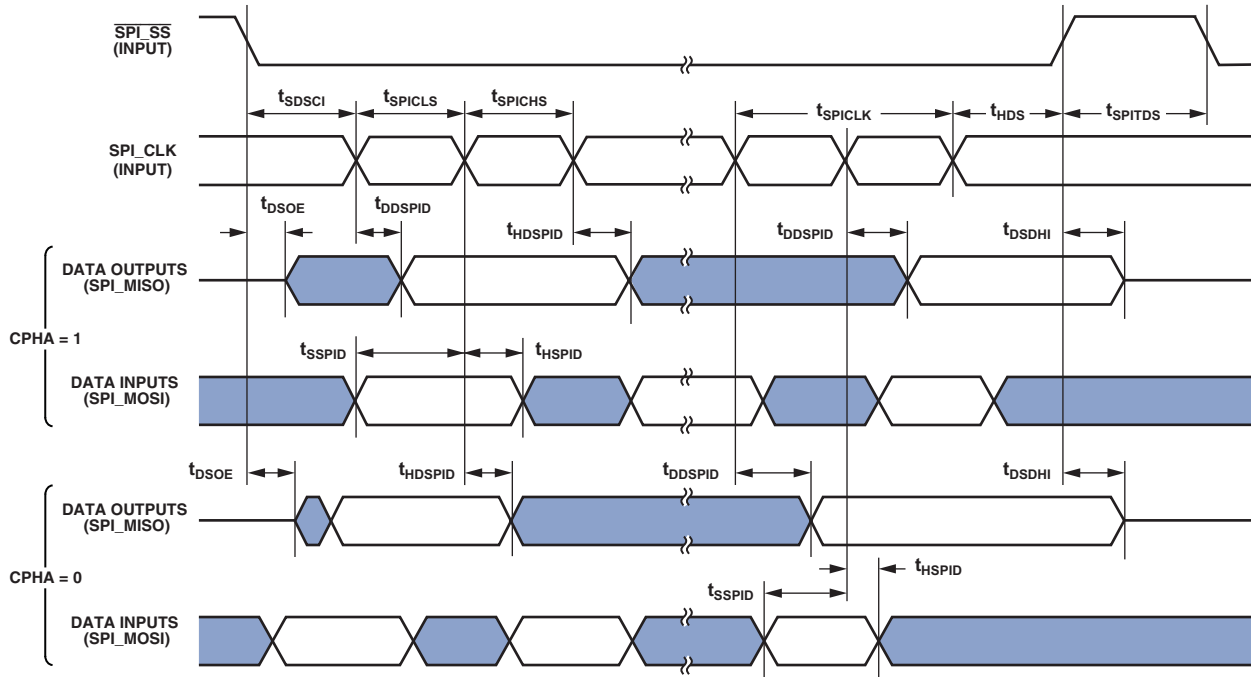 SPI_SS
(INPUT)
tSDSCI tSPICLS tSPICHS tSPICLK tHDS tSPITDS
SPI_CLK
(INPUT)
tDSOE tDDSPID tHDSPID tDDSPID tDSDHI
DATA OUTPUTS
(SPI_MISO)
CPHA = 1
tSSPID tHSPID
DATA INPUTS
(SPI_MOSI)
tDSOE tHDSPID tDDSPID tDSDHI
DATA OUTPUTS
(SPI_MISO)
CPHA = 0
tHSPID
tSSPID
DATA INPUTS
(SPI_MOSI)